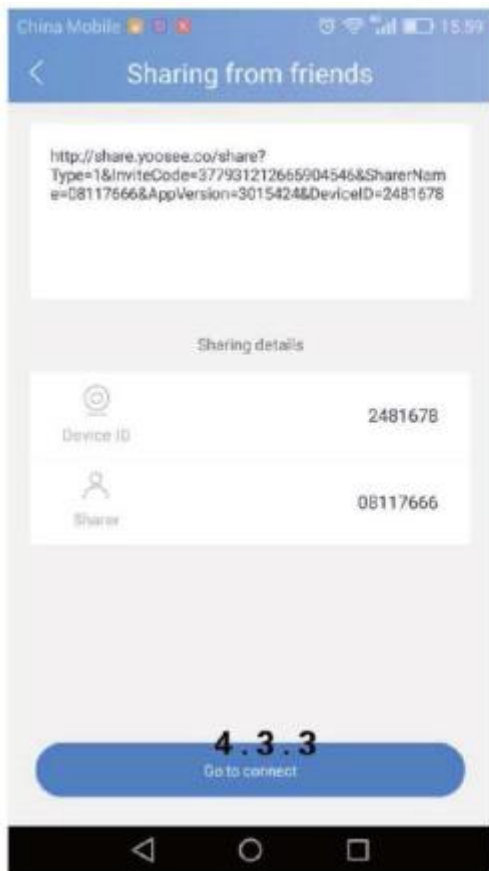 China Mobile 15:59
Sharing from friends
http://share.yoosee.co/share?
Type=1&InviteCode=377931212665904546&SharerNam
e=08117666&AppVersion=3015424&DeviceID=2481678
Sharing details
Device ID
2481678
Sharer
08117666
4.3.3
Go to connect